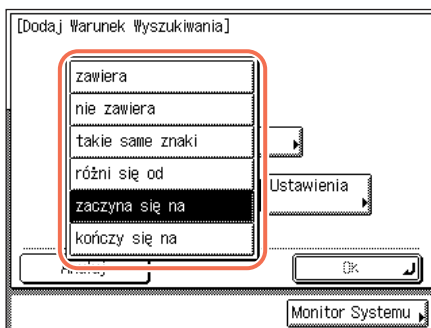 [Dodaj Warunek Wyszukiwania]
zawiera
nie zawiera
takie same znaki
różni się od
Ustawienia
zaczyna się na
kończy się na
OK
Monitor Systemu